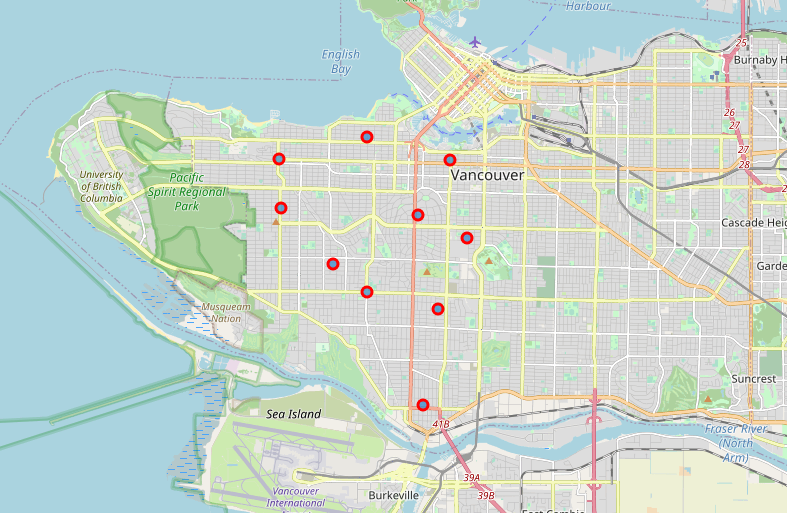 Harbour
English
Bay
25
Burnaby H
26
27
27
28
2
University
of British
Columbia
Pacific
Spirit Regional
Park
Vancouver
Cascade Heig
Garde
Musqueam
Nation
Suncrest
Sea Island
41B
Fraser River
(North
Arm)
39A
39B
Vancouver
International
Burkeville